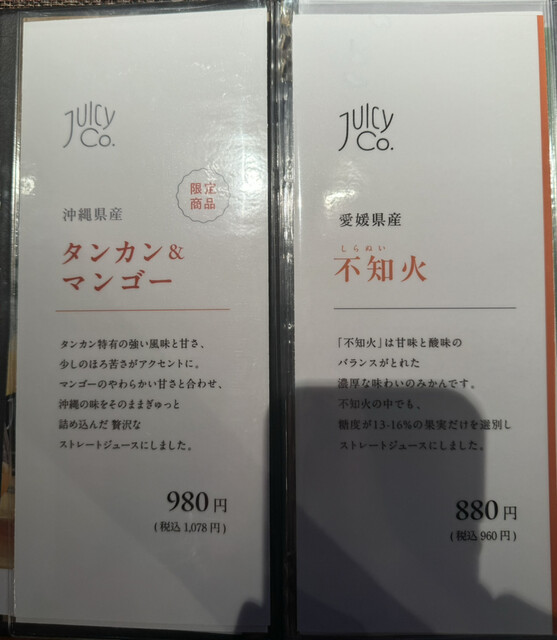 Juicy
Co.
限定
商品
沖縄県産
タンカン&
マンゴー
タンカン特有の強い風味と甘さ、
少しのほろ苦さがアクセントに。
マンゴーのやわらかい甘さと合わせ、
沖縄の味をそのままぎゅっと
詰め込んだ 贅沢な
ストレートジュースにしました。
980円
(税込 1,078円)
Juicy
Co.
愛媛県産
しらぬい
不知火
「不知火」は甘味と酸味の
バランスがとれた
濃厚な味わいのみかんです。
不知火の中でも、
糖度が13-16%の果実だけを選別し
ストレートジュースにしました。
880円
(税込 960円)